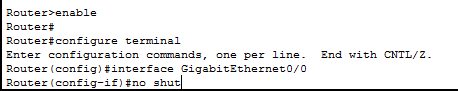 Router>enable
Router#
Router#configure terminal
Enter configuration commands, one per line.  End with CNTL/Z.
Router(config)#interface GigabitEthernet0/0
Router(config-if)#no shut